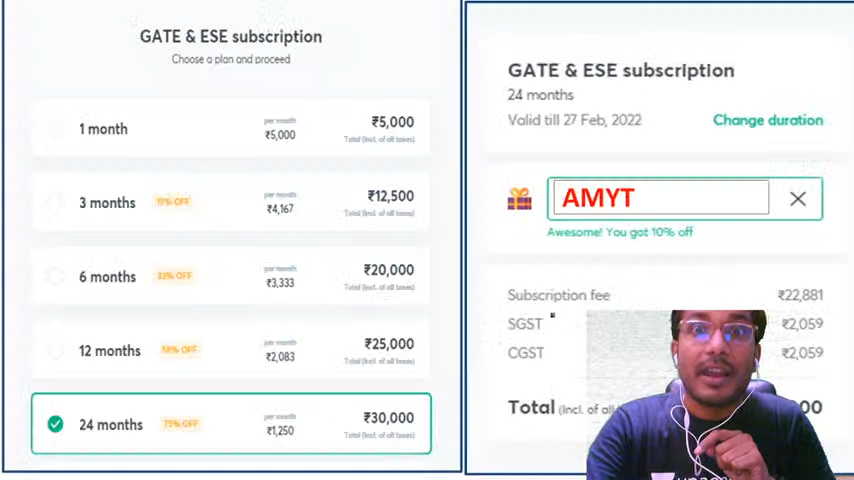 GATE & ESE subscription
Choose a plan and proceed
1 month
per month
₹5,000
₹5,000
Total (Incl. of all taxes)
3 months
per month
₹4,167
₹12,500
Total (Incl. of all taxes)
6 months
33% OFF
per month
₹3,333
₹20,000
Total (Incl. of all taxes)
12 months
58% OFF
per month
₹2,083
₹25,000
Total (Incl. of all taxes)
24 months
75% OFF
per month
₹1,250
₹30,000
Total (Incl. of all taxes)
GATE & ESE subscription
24 months
Valid till 27 Feb, 2022
Change duration
AMYT
Awesome! You got 10% off
Subscription fee
₹22,881
SGST
₹2,059
CGST
₹2,059
Total (Incl. of all
00